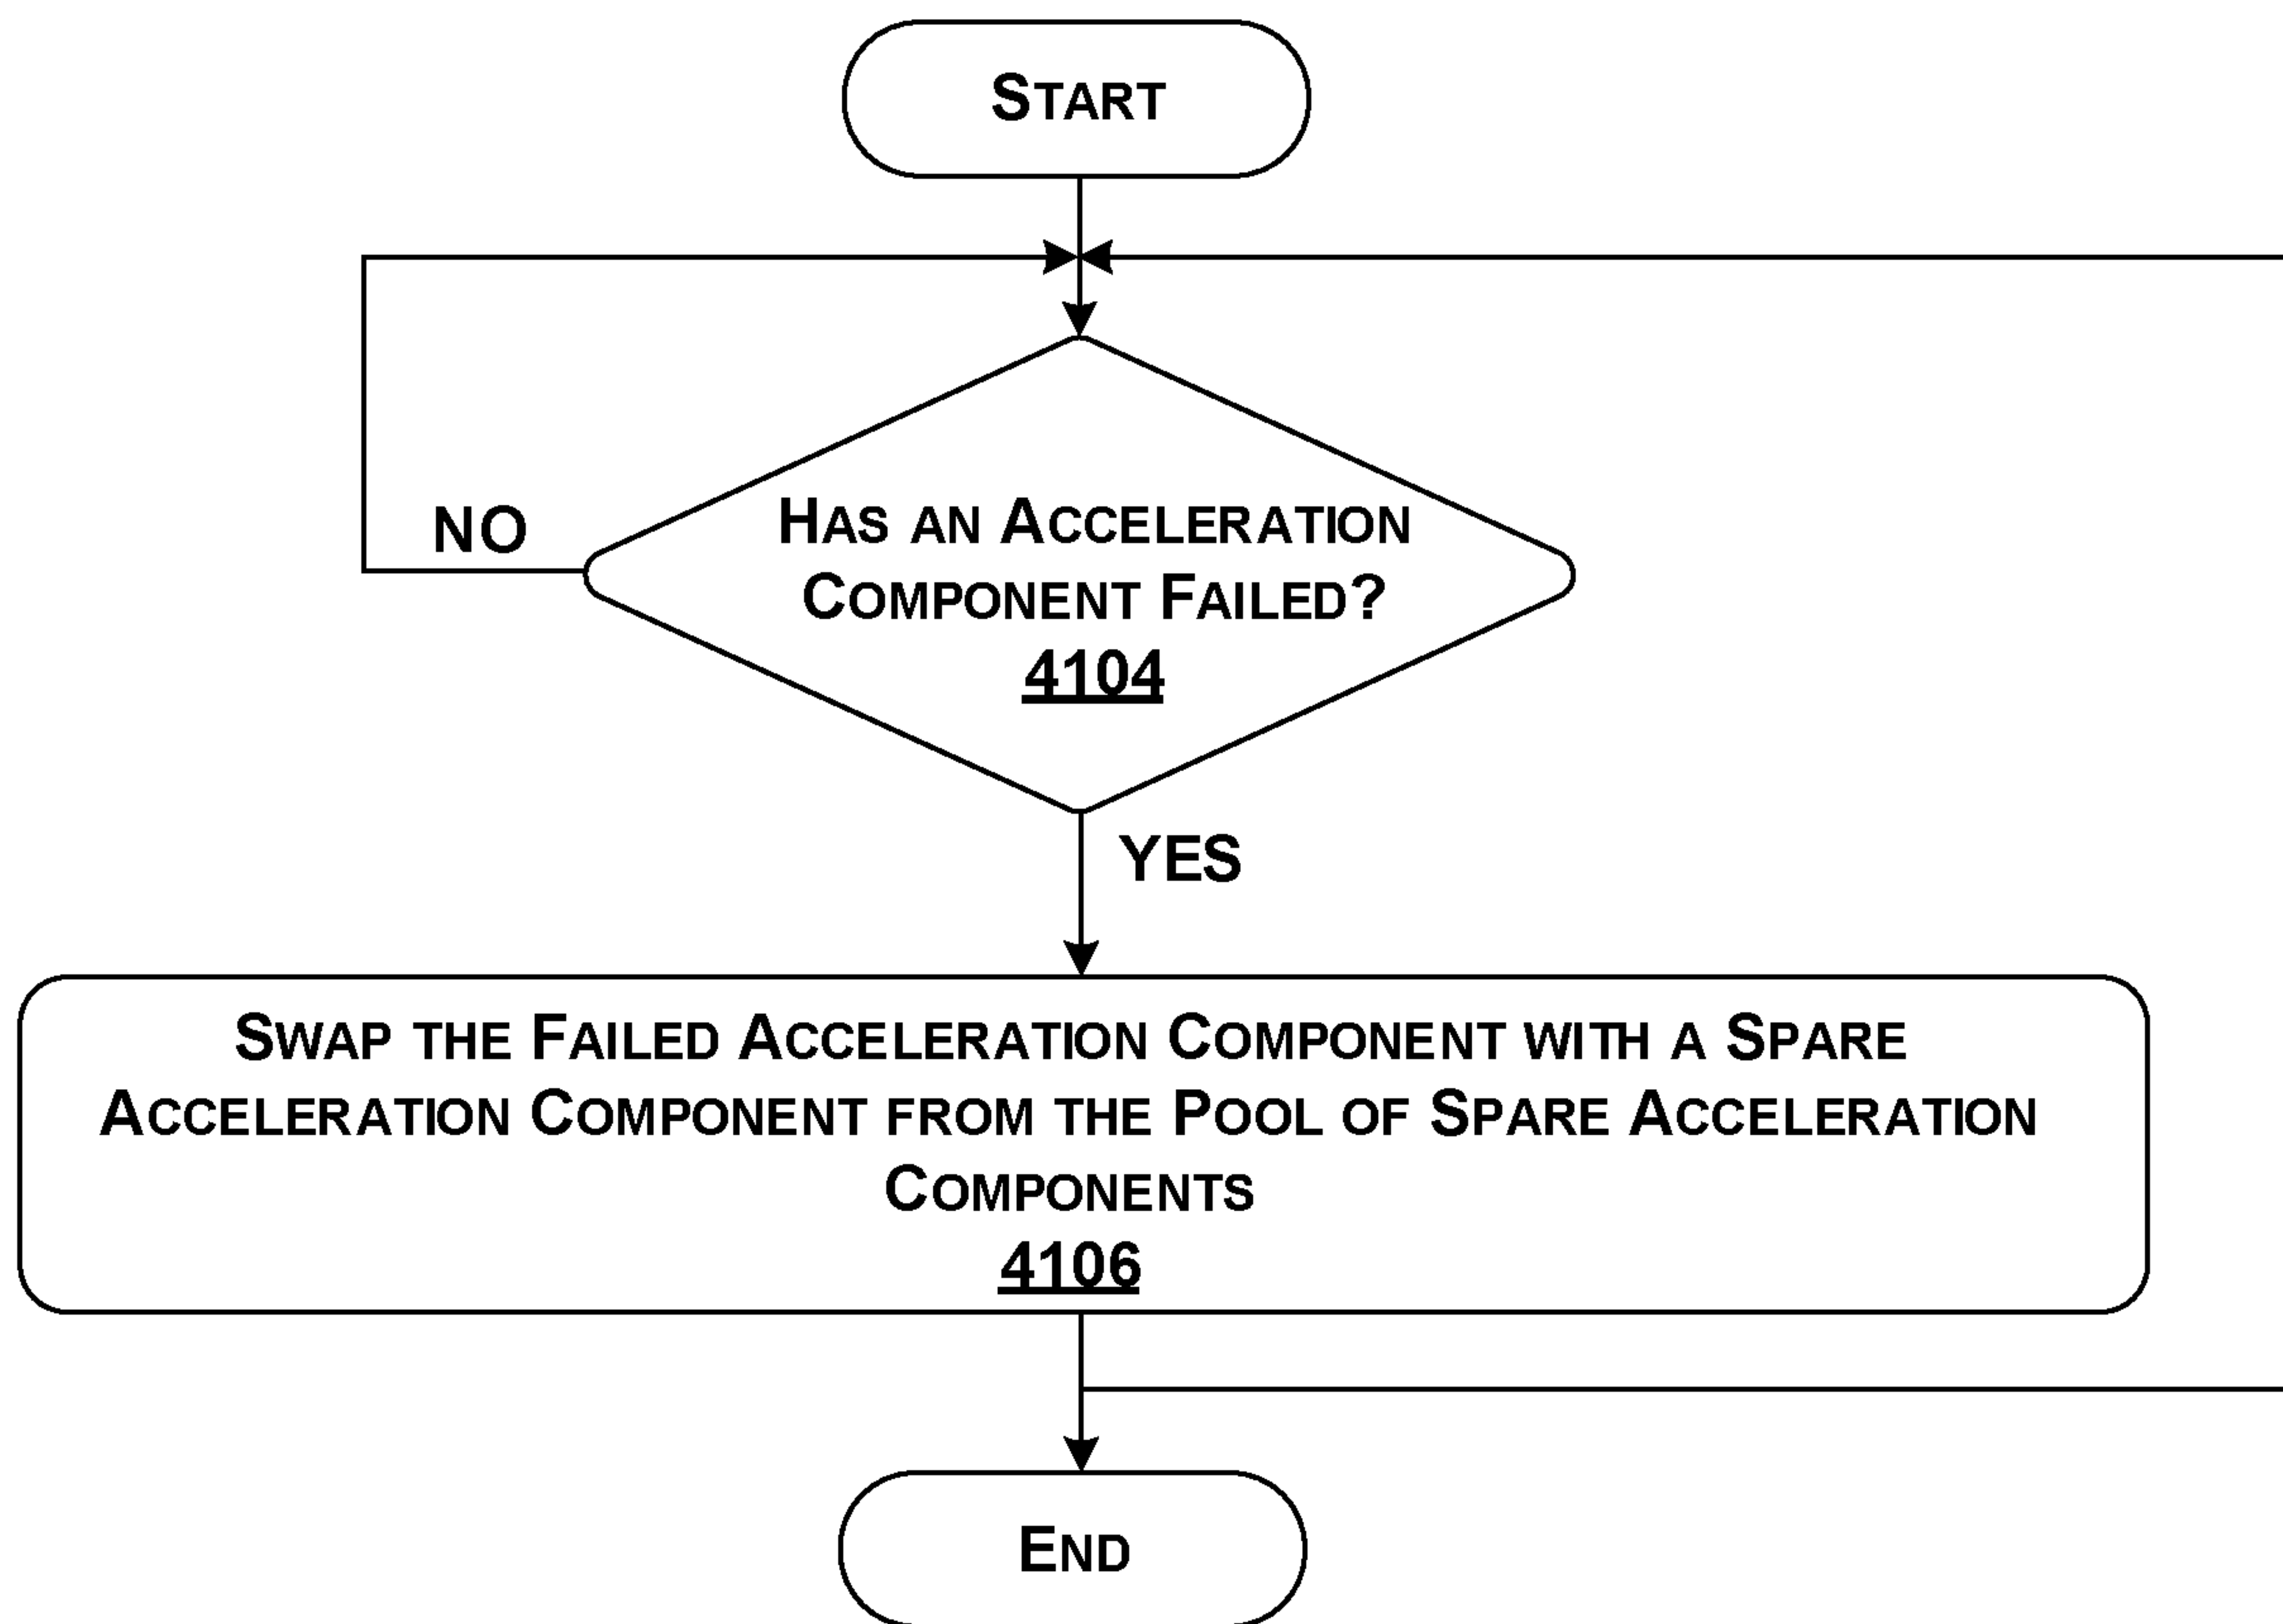 START
HAS AN ACCELERATION
COMPONENT FAILED?
4104
NO
YES
SWAP THE FAILED ACCELERATION COMPONENT WITH A SPARE
ACCELERATION COMPONENT FROM THE POOL OF SPARE ACCELERATION
COMPONENTS
4106
END